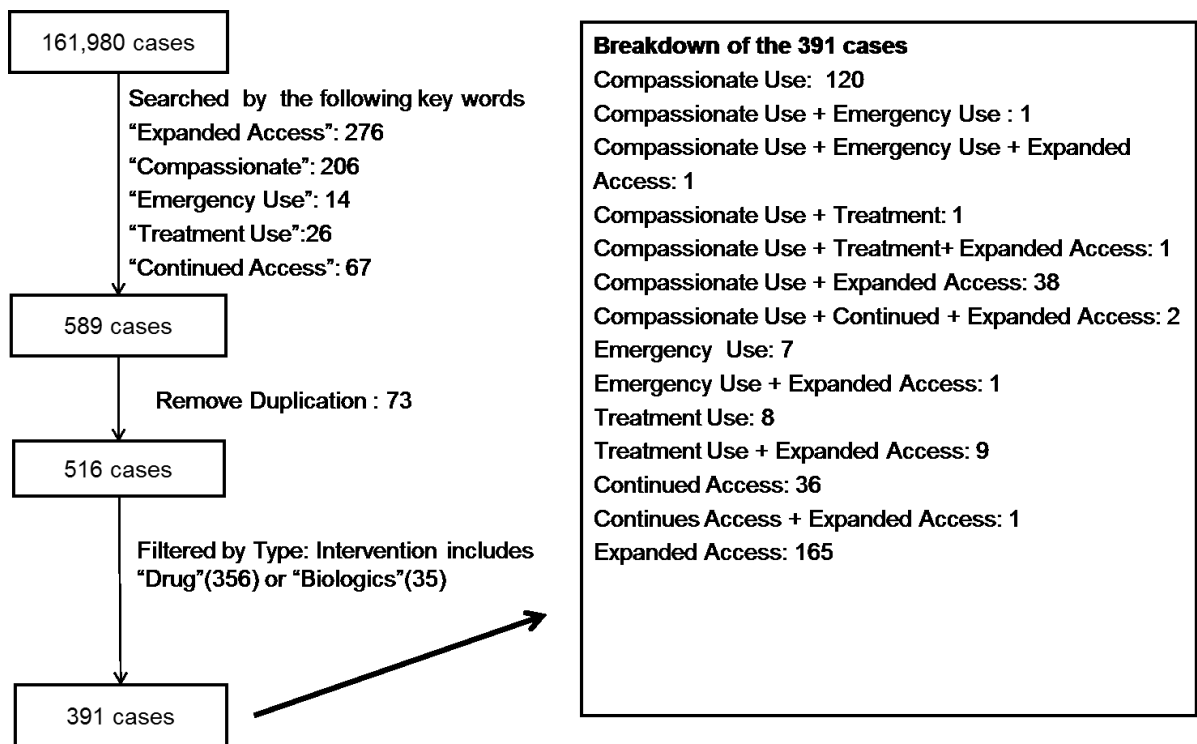 161,980 cases
Searched by the following key words
“Expanded Access”: 276
“Compassionate”: 206
“Emergency Use”: 14
“Treatment Use”:26
“Continued Access”: 67
589 cases
Remove Duplication : 73
516 cases
Filtered by Type: Intervention includes
“Drug”(356) or “Biologics”(35)
391 cases
Breakdown of the 391 cases
Compassionate Use: 120
Compassionate Use + Emergency Use : 1
Compassionate Use + Emergency Use + Expanded
Access: 1
Compassionate Use + Treatment: 1
Compassionate Use + Treatment+ Expanded Access: 1
Compassionate Use + Expanded Access: 38
Compassionate Use + Continued + Expanded Access: 2
Emergency Use: 7
Emergency Use + Expanded Access: 1
Treatment Use: 8
Treatment Use + Expanded Access: 9
Continued Access: 36
Continues Access + Expanded Access: 1
Expanded Access: 165